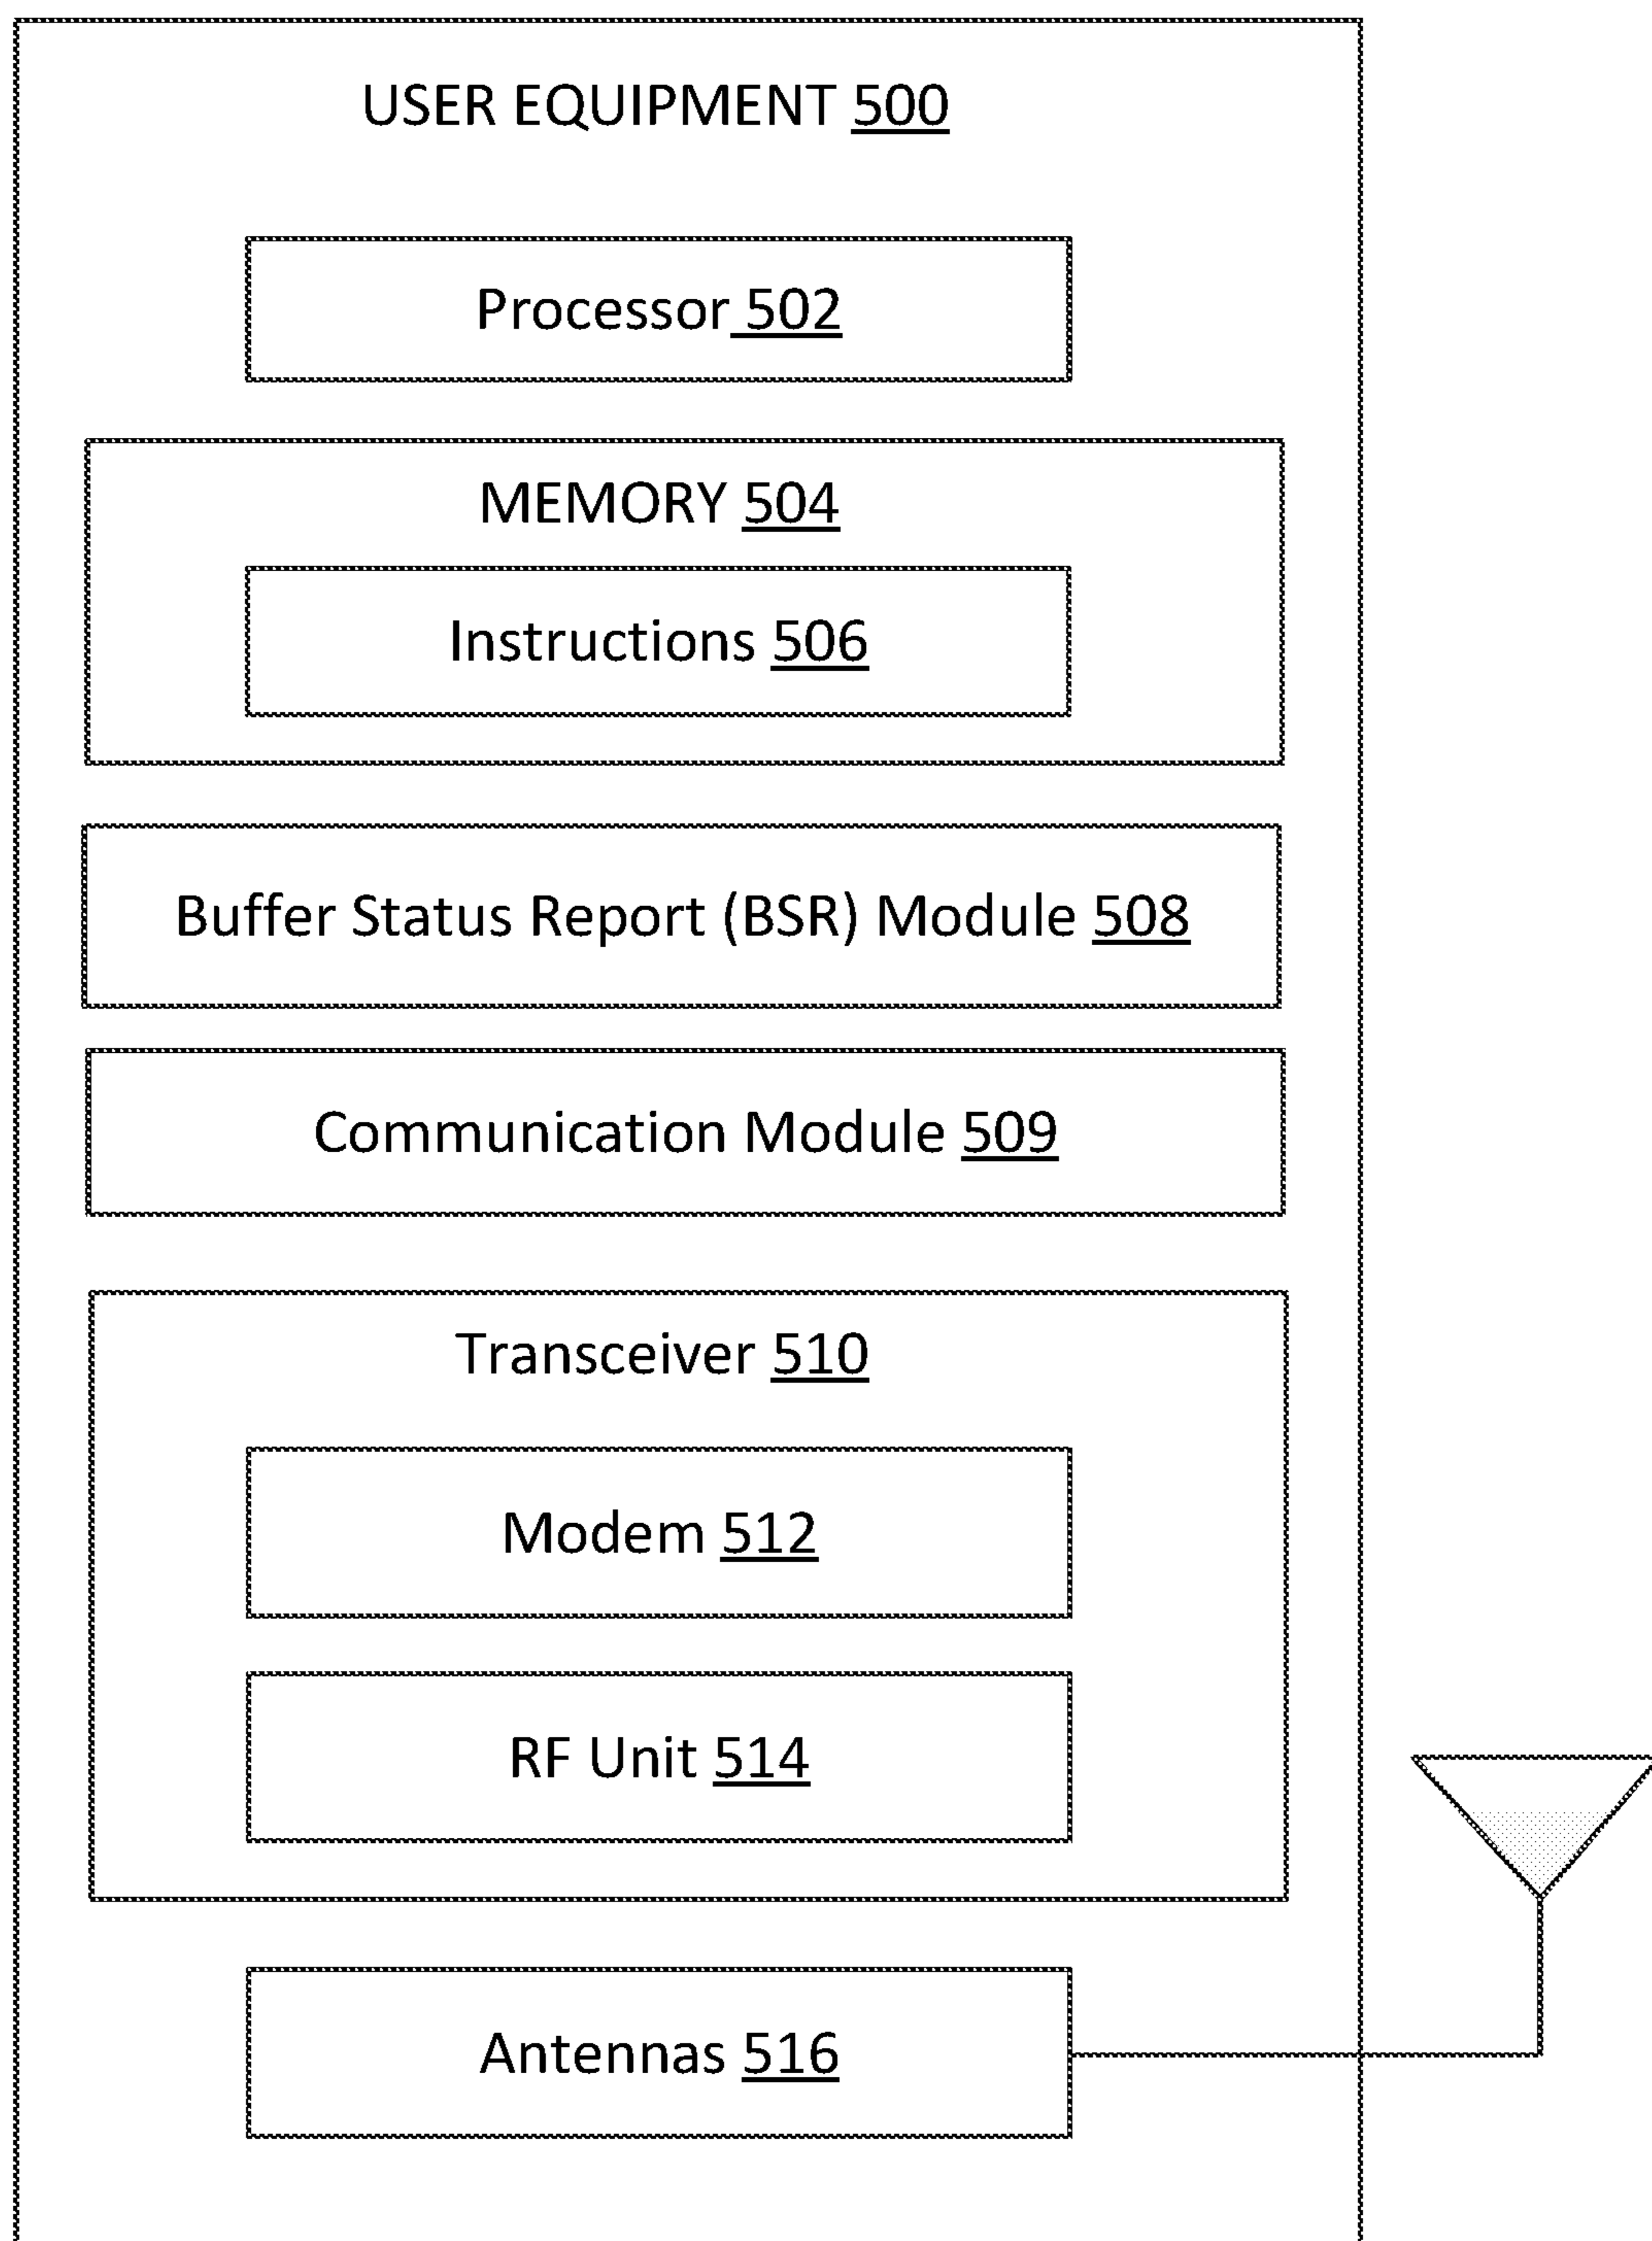 USER EQUIPMENT 500
Processor 502
MEMORY 504
Instructions 506
Buffer Status Report (BSR) Module 508
Communication Module 509
Transceiver 510
Modem 512
RF Unit 514
Antennas 516